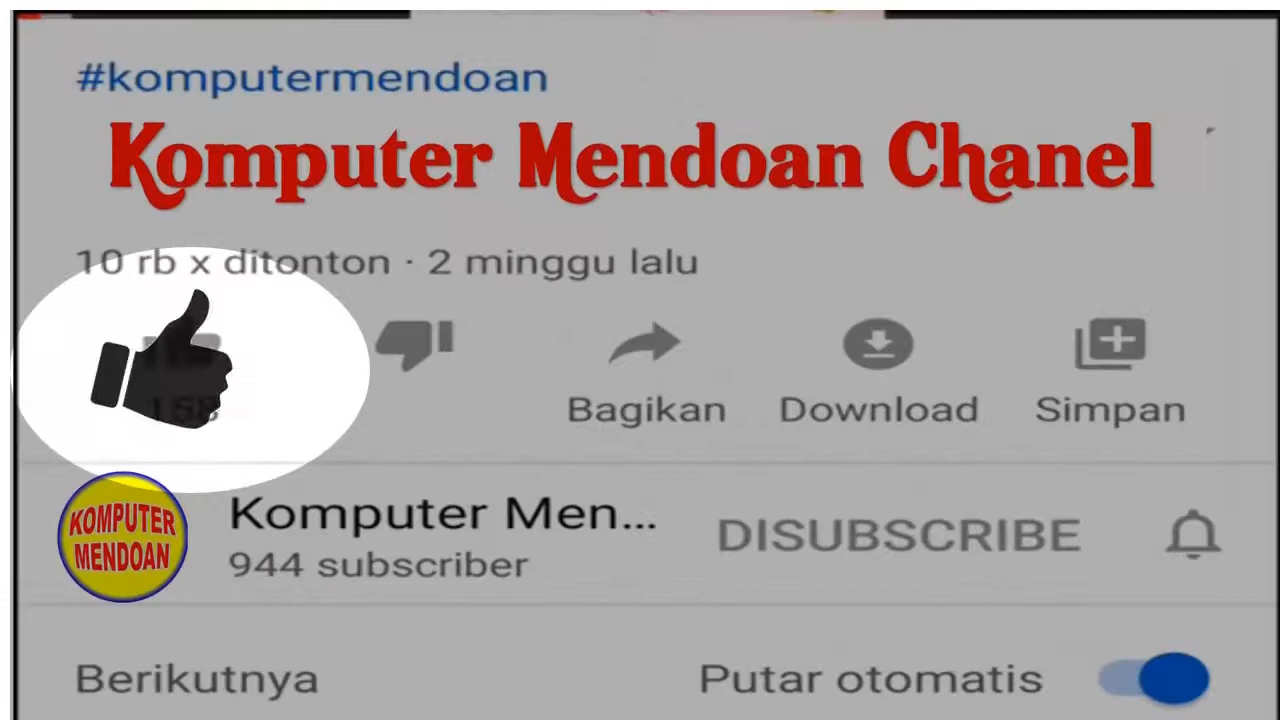 #komputermendoan
Komputer Mendoan Chanel
10 rb x ditonton · 2 minggu lalu
158
Bagikan
Download
Simpan
KOMPUTER
MENDOAN
Komputer Men...
944 subscriber
DISUBSCRIBE
Berikutnya
Putar otomatis